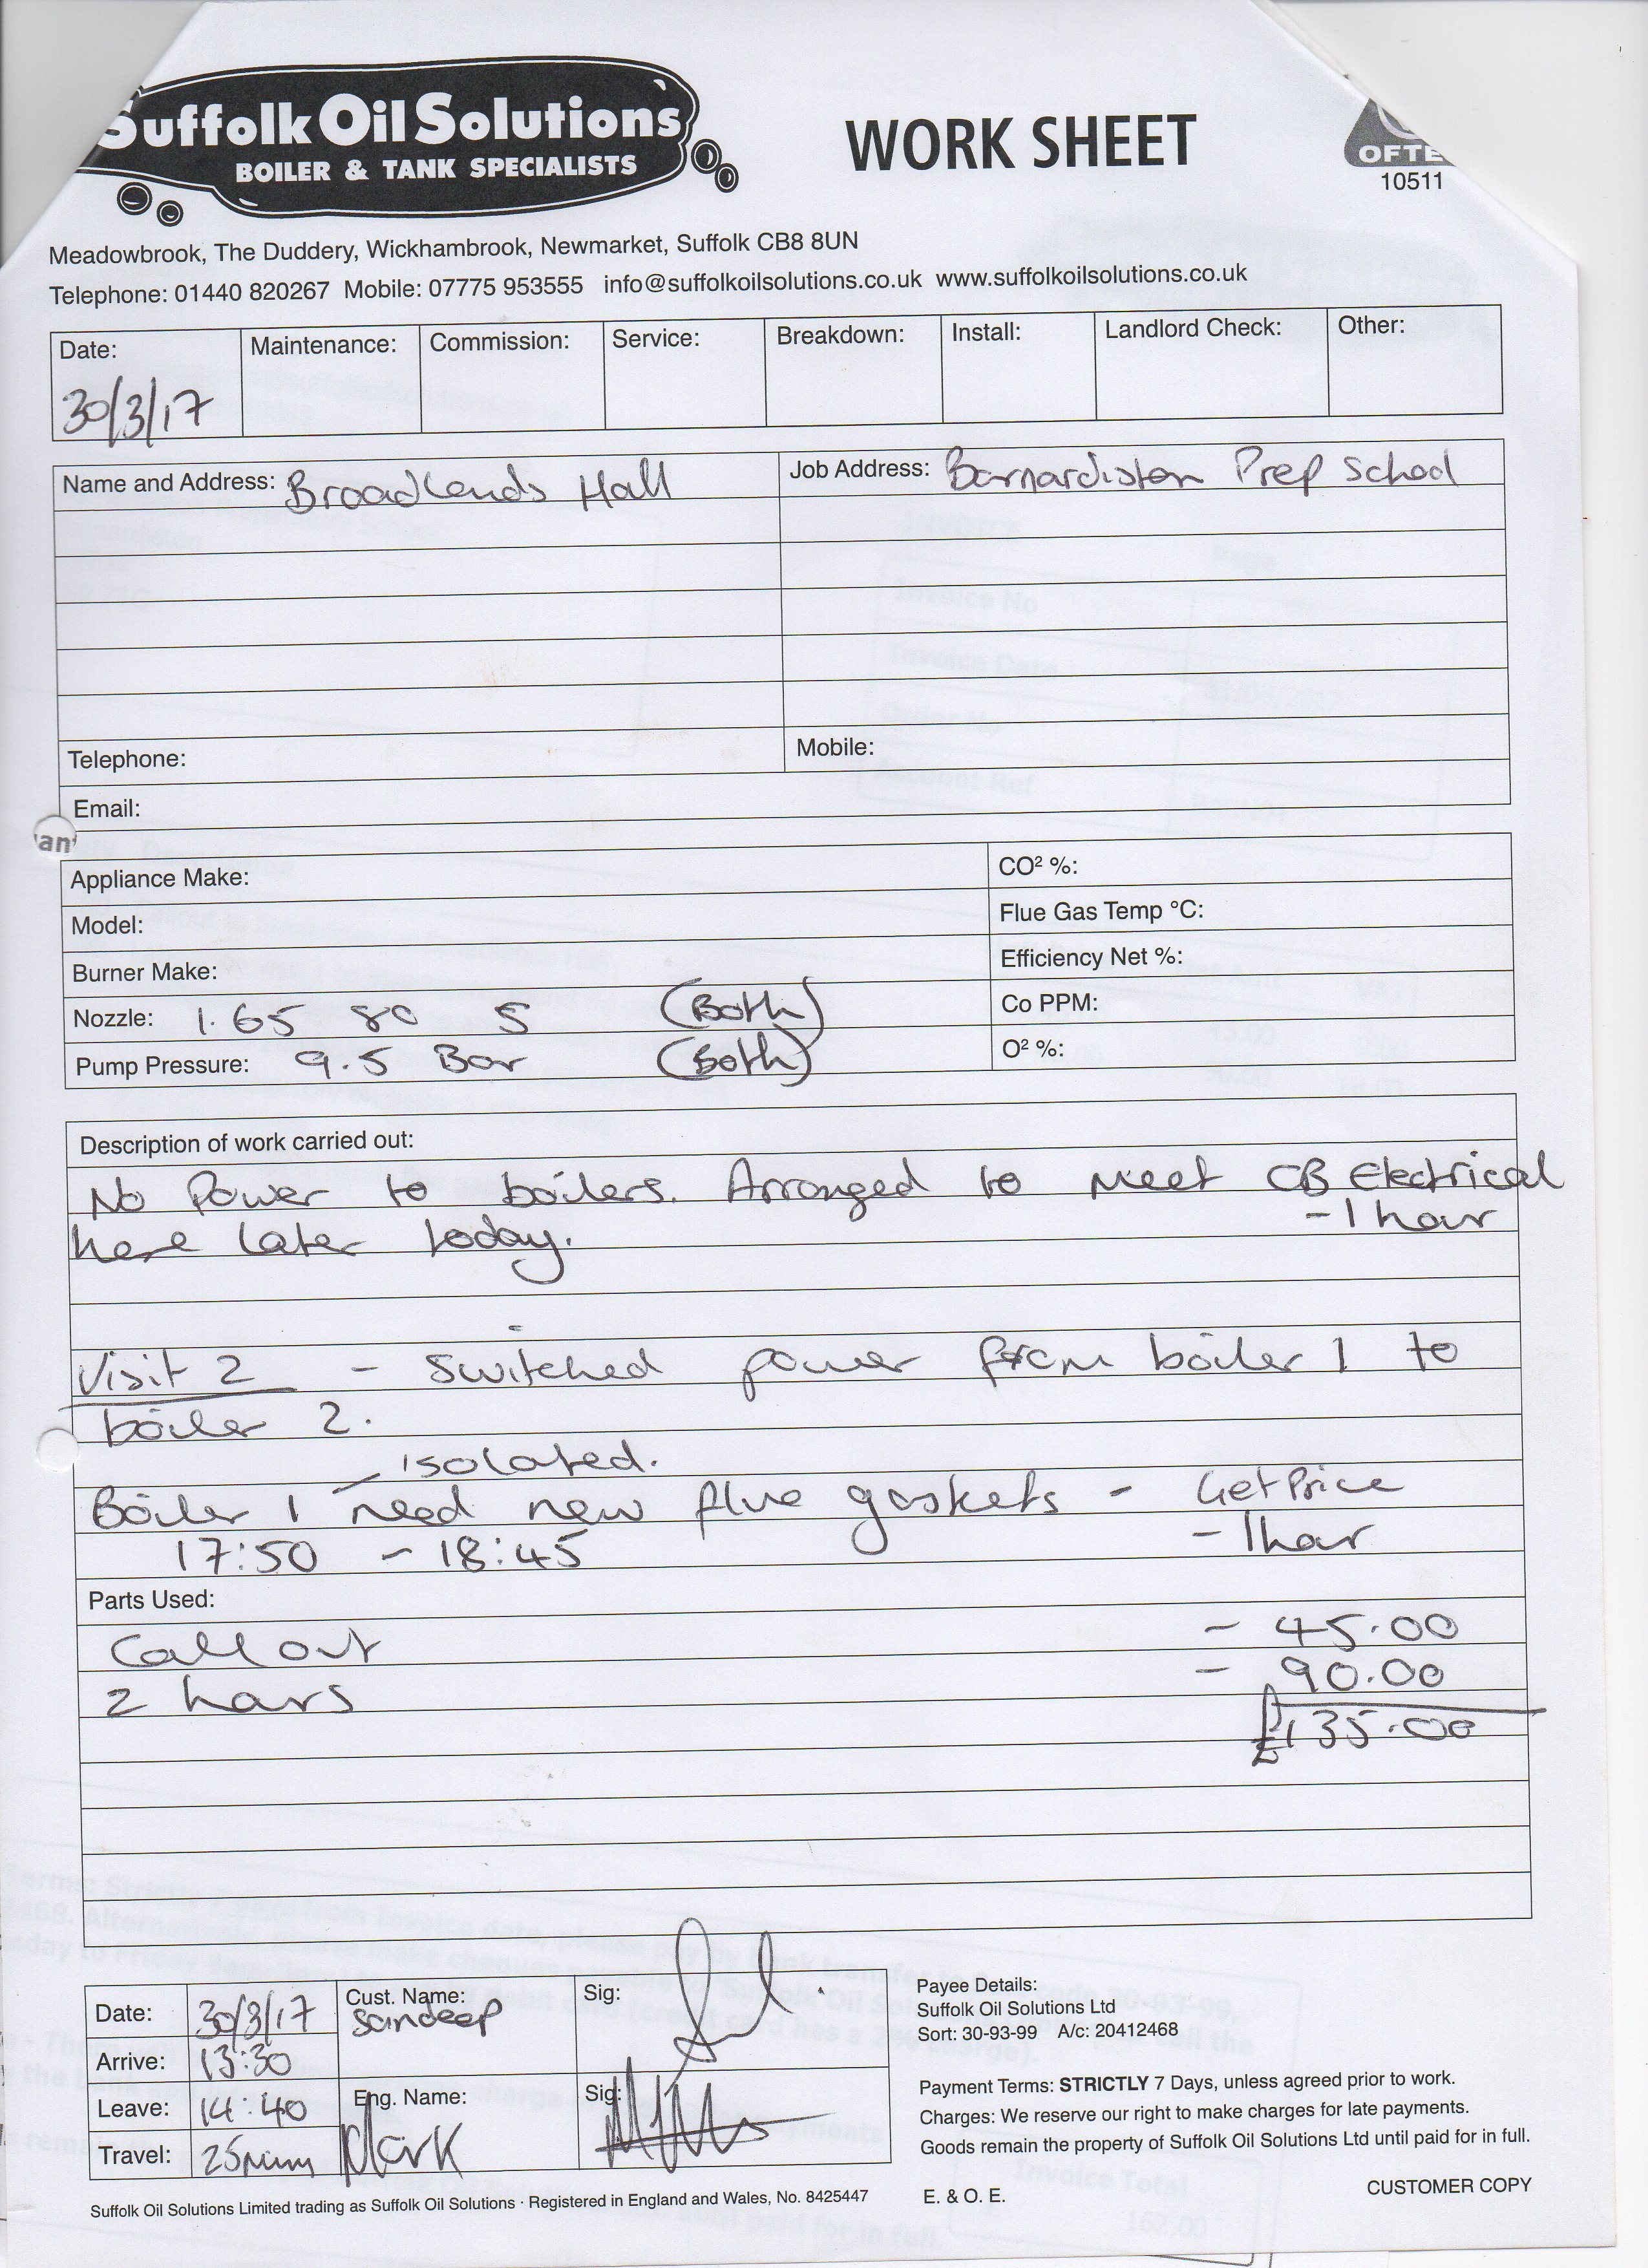 Suffolk Oil Solutions
BOILER & TANK SPECIALISTS
WORK SHEET
OFTE
10511
Meadowbrook, The Duddery, Wickhambrook, Newmarket, Suffolk CB8 8UN
Telephone: 01440 820267 Mobile: 07775 953555 info@suffolkoilsolutions.co.uk www.suffolkoilsolutions.co.uk
Date: Maintenance: Commission: Service: Breakdown: Install: Landlord Check: Other:
30/3/17
Name and Address: Broadlands Hall
Job Address: Barnardiston Prep School
Telephone:
Mobile:
Email:
an
Appliance Make:
CO² %:
Model:
Flue Gas Temp °C:
Burner Make:
Efficiency Net %:
Nozzle: 1.65 80 S (Both)
Co PPM:
Pump Pressure: 9.5 Bar (Both)
O² %:
Description of work carried out:
No Power to boilers. Arranged to meet CB Electrical
here later today. - 1 hour
Visit 2 - Switched power from boiler 1 to
boiler 2.
isolated.
Boiler 1 need new flue gaskets - Get Price
17:50 - 18:45 - 1 hour
Parts Used:
Call out - 45.00
2 hours - 90.00
£135.00
Date: 30/3/17
Cust. Name: Sandeep
Sig:
Arrive: 13:30
Leave: 14:40
Eng. Name: Mark
Sig:
Travel: 25min
Payee Details:
Suffolk Oil Solutions Ltd
Sort: 30-93-99 A/c: 20412468
Payment Terms: STRICTLY 7 Days, unless agreed prior to work.
Charges: We reserve our right to make charges for late payments.
Goods remain the property of Suffolk Oil Solutions Ltd until paid for in full.
Suffolk Oil Solutions Limited trading as Suffolk Oil Solutions · Registered in England and Wales, No. 8425447
E. & O. E.
CUSTOMER COPY